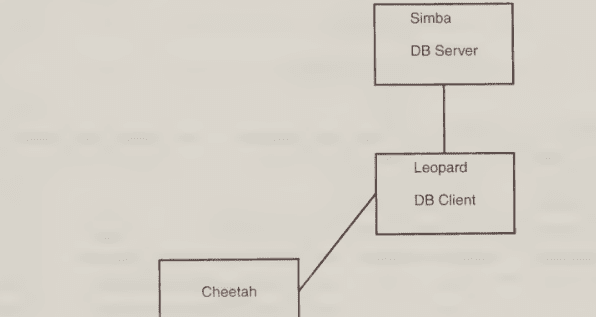 Simba
DB Server
Leopard
DB Client
Cheetah